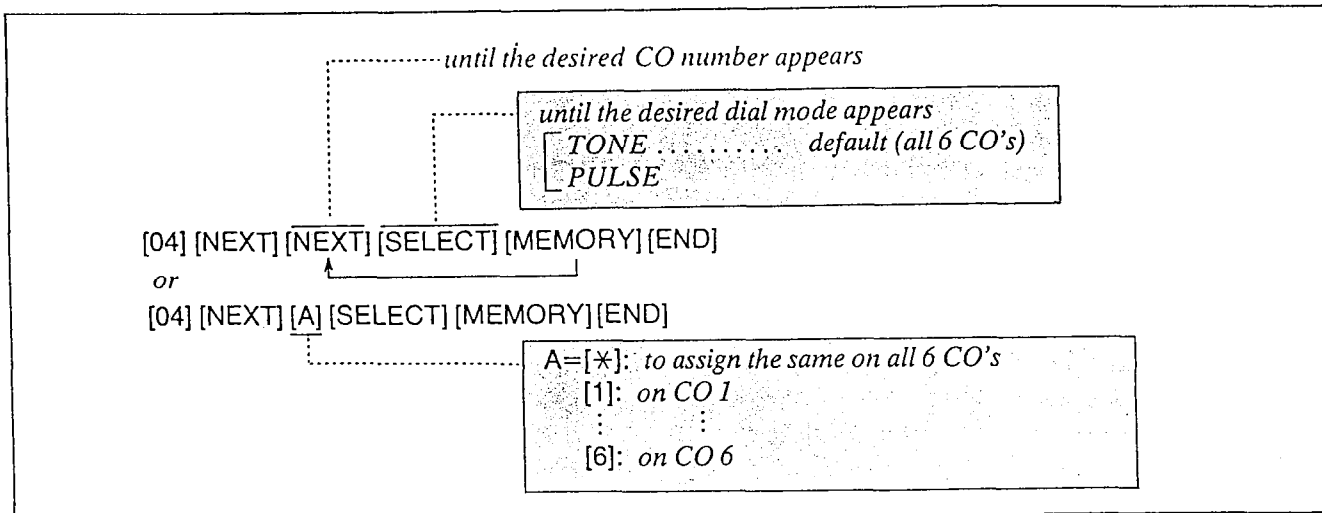 until the desired CO number appears
until the desired dial mode appears
TONE .......... default (all 6 CO's)
PULSE
[04] [NEXT] [NEXT] [SELECT] [MEMORY] [END]
or
[04] [NEXT] [A] [SELECT] [MEMORY] [END]
A=[*]: to assign the same on all 6 CO's
[1]: on CO 1
⋮ ⋮
[6]: on CO 6